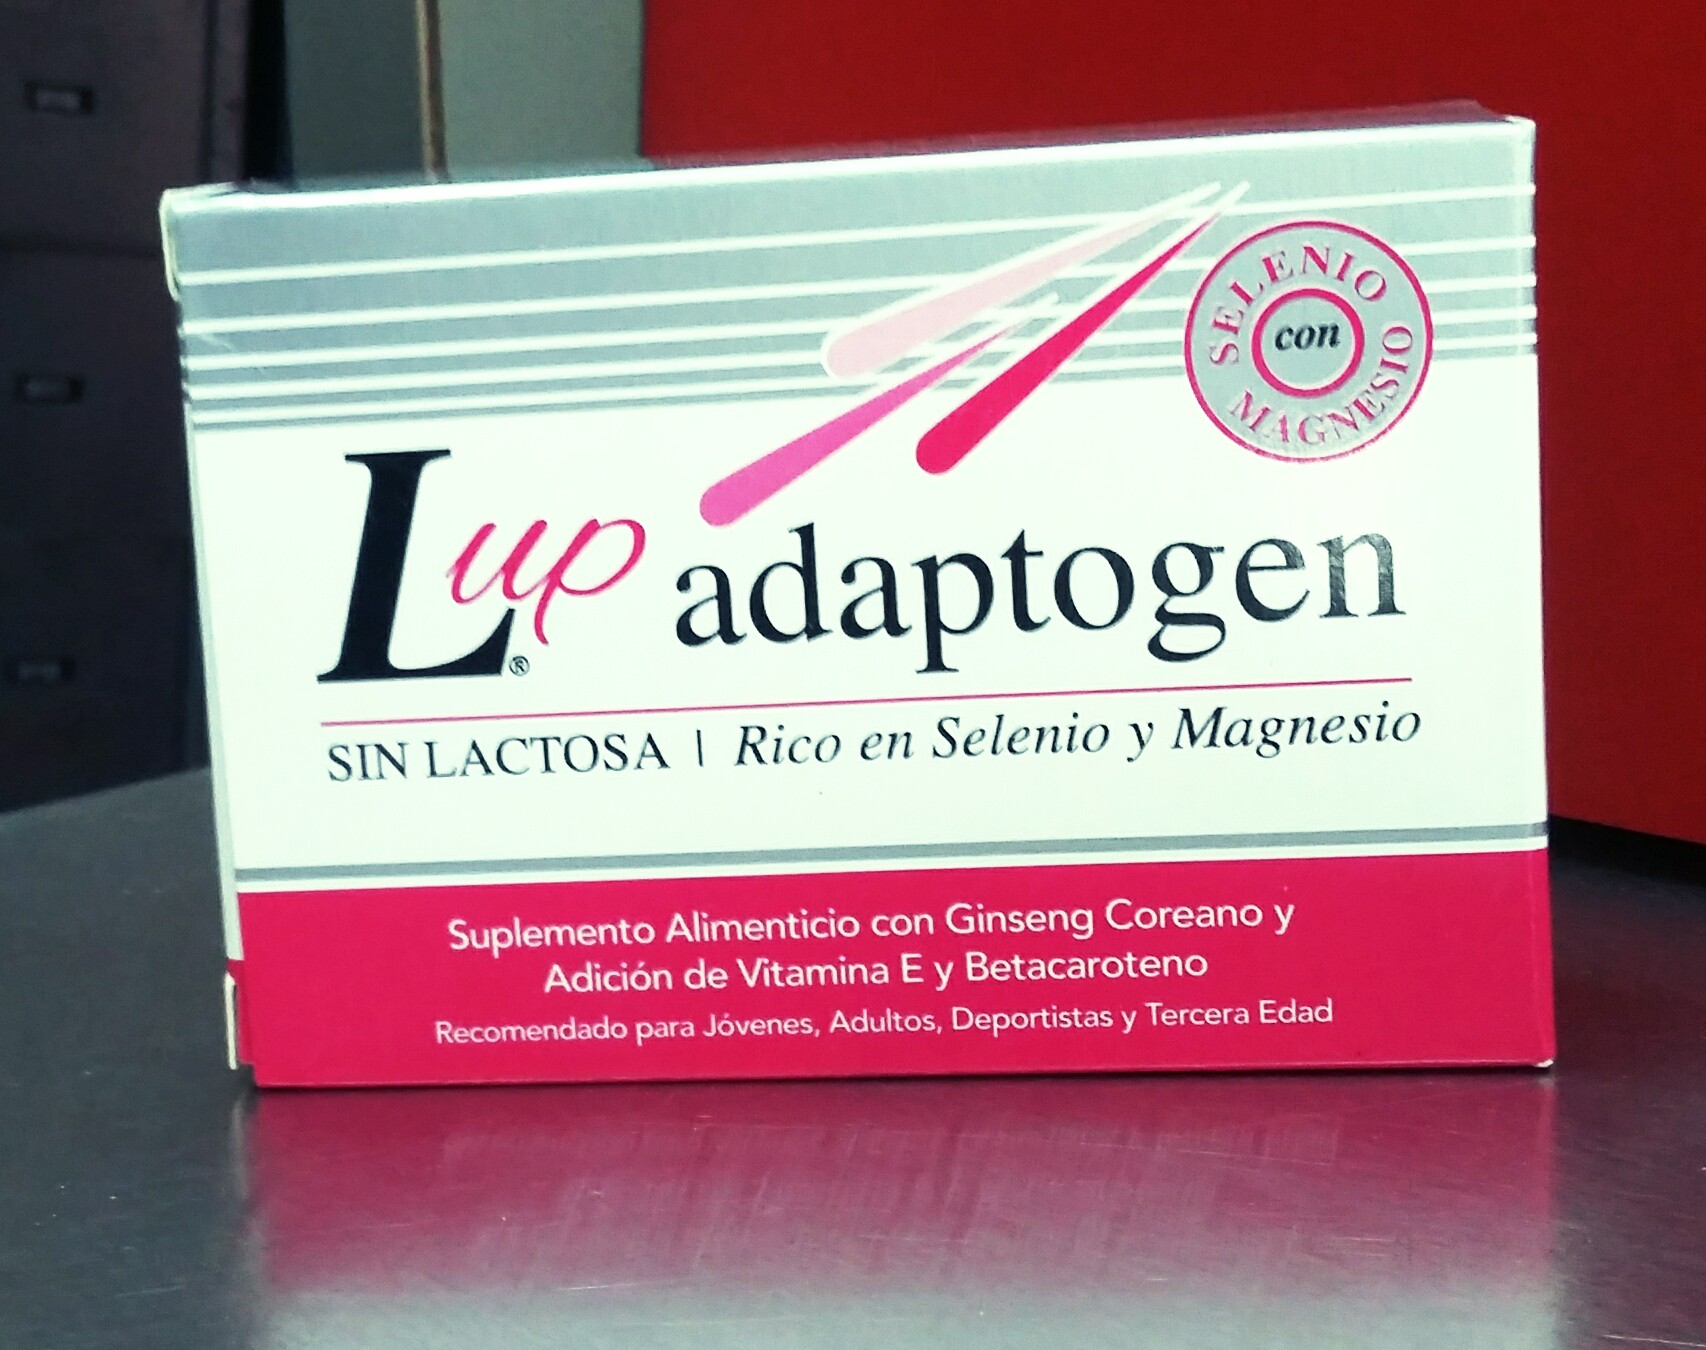 SELENIO
con
MAGNESIO
Lup® adaptogen
SIN LACTOSA | Rico en Selenio y Magnesio
Suplemento Alimenticio con Ginseng Coreano y
Adición de Vitamina E y Betacaroteno
Recomendado para Jóvenes, Adultos, Deportistas y Tercera Edad